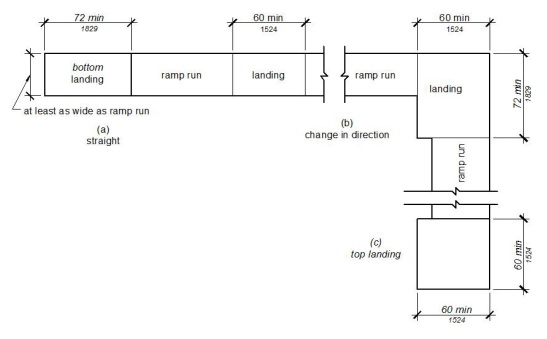 72 min
1829
60 min
1524
60 min
1524
bottom
landing
ramp run
landing
ramp run
landing
72 min
1829
at least as wide as ramp run
(a)
straight
(b)
change in direction
ramp run
(c)
top landing
60 min
1524
60 min
1524